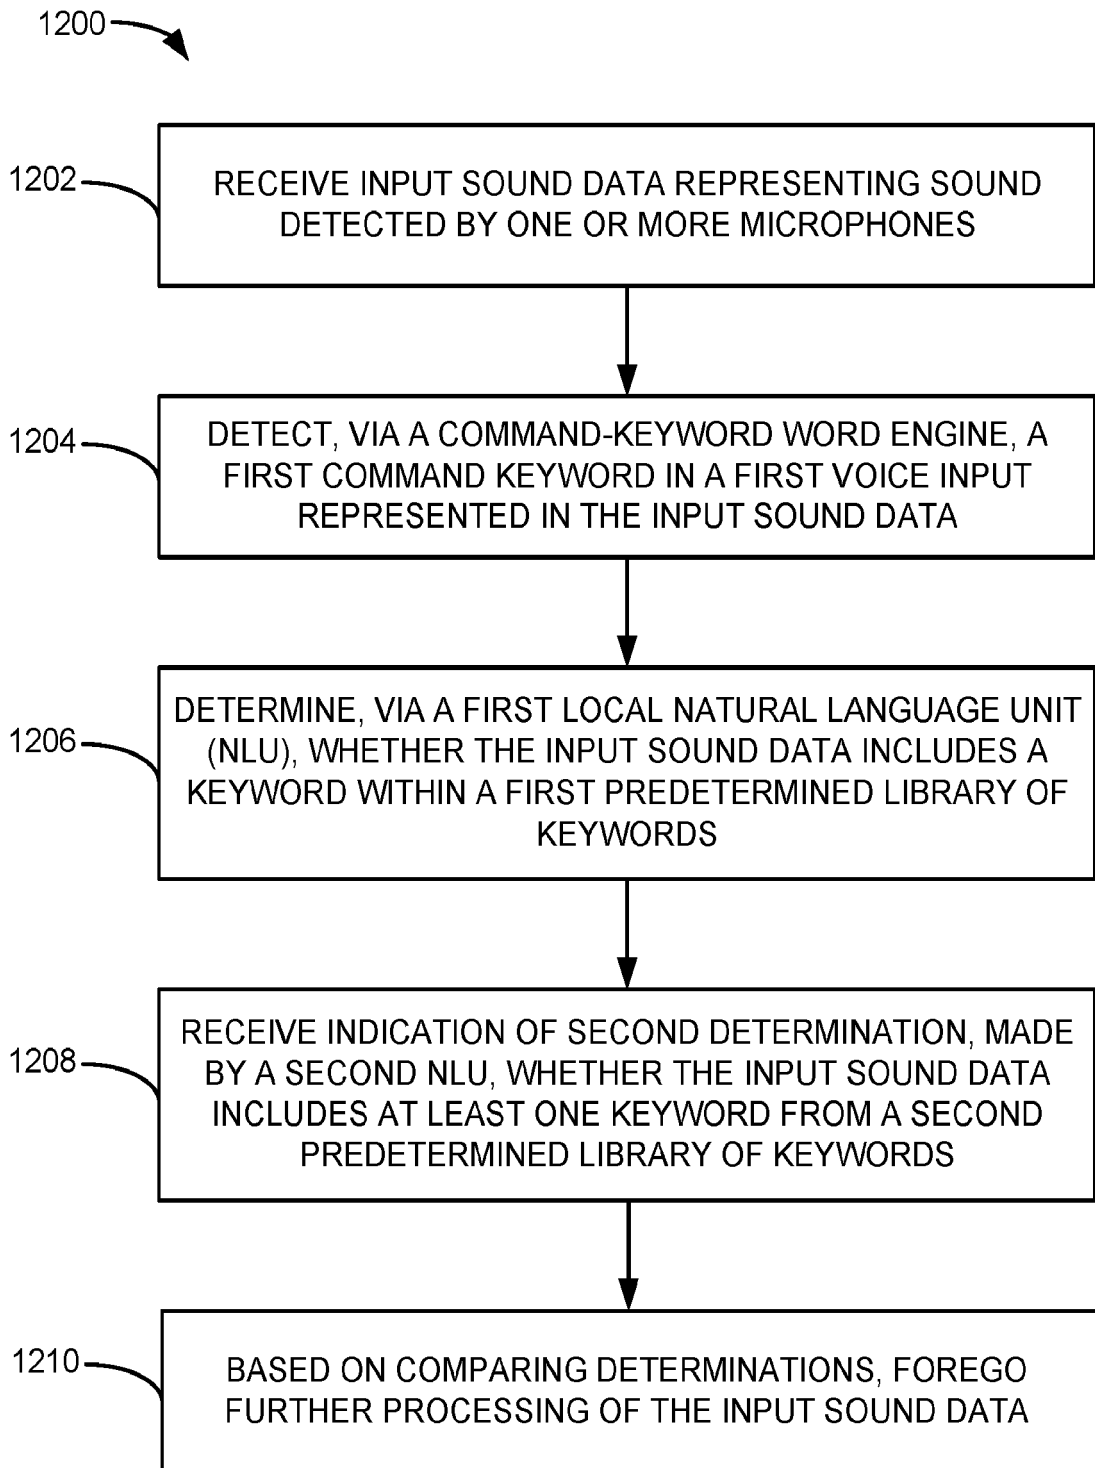 1200
1202
RECEIVE INPUT SOUND DATA REPRESENTING SOUND
DETECTED BY ONE OR MORE MICROPHONES
1204
DETECT, VIA A COMMAND-KEYWORD WORD ENGINE, A
FIRST COMMAND KEYWORD IN A FIRST VOICE INPUT
REPRESENTED IN THE INPUT SOUND DATA
1206
DETERMINE, VIA A FIRST LOCAL NATURAL LANGUAGE UNIT
(NLU), WHETHER THE INPUT SOUND DATA INCLUDES A
KEYWORD WITHIN A FIRST PREDETERMINED LIBRARY OF
KEYWORDS
1208
RECEIVE INDICATION OF SECOND DETERMINATION, MADE
BY A SECOND NLU, WHETHER THE INPUT SOUND DATA
INCLUDES AT LEAST ONE KEYWORD FROM A SECOND
PREDETERMINED LIBRARY OF KEYWORDS
1210
BASED ON COMPARING DETERMINATIONS, FOREGO
FURTHER PROCESSING OF THE INPUT SOUND DATA